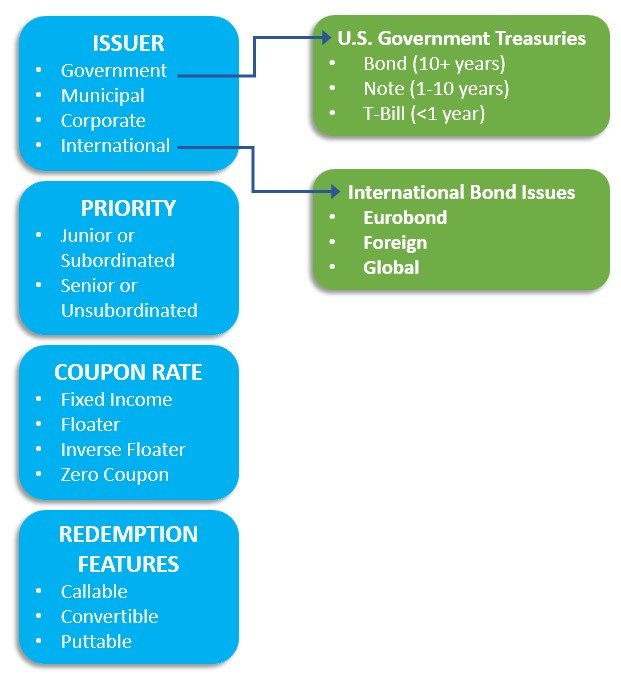 ISSUER
• Government
• Municipal
• Corporate
• International
U.S. Government Treasuries
• Bond (10+ years)
• Note (1-10 years)
• T-Bill (<1 year)
International Bond Issues
• Eurobond
• Foreign
• Global
PRIORITY
• Junior or
Subordinated
• Senior or
Unsubordinated
COUPON RATE
• Fixed Income
• Floater
• Inverse Floater
• Zero Coupon
REDEMPTION
FEATURES
• Callable
• Convertible
• Puttable